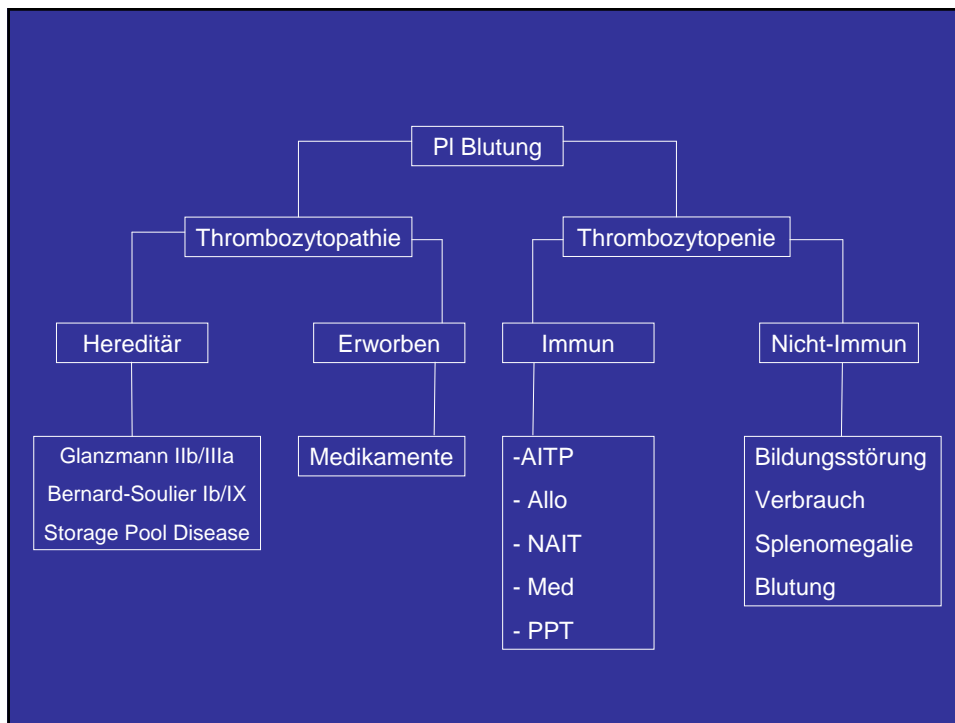 Pl Blutung
Thrombozytopathie
Thrombozytopenie
Hereditär
Erworben
Immun
Nicht-Immun
Glanzmann IIb/IIIa
Bernard-Soulier Ib/IX
Storage Pool Disease
Medikamente
-AITP
- Allo
- NAIT
- Med
- PPT
Bildungsstörung
Verbrauch
Splenomegalie
Blutung